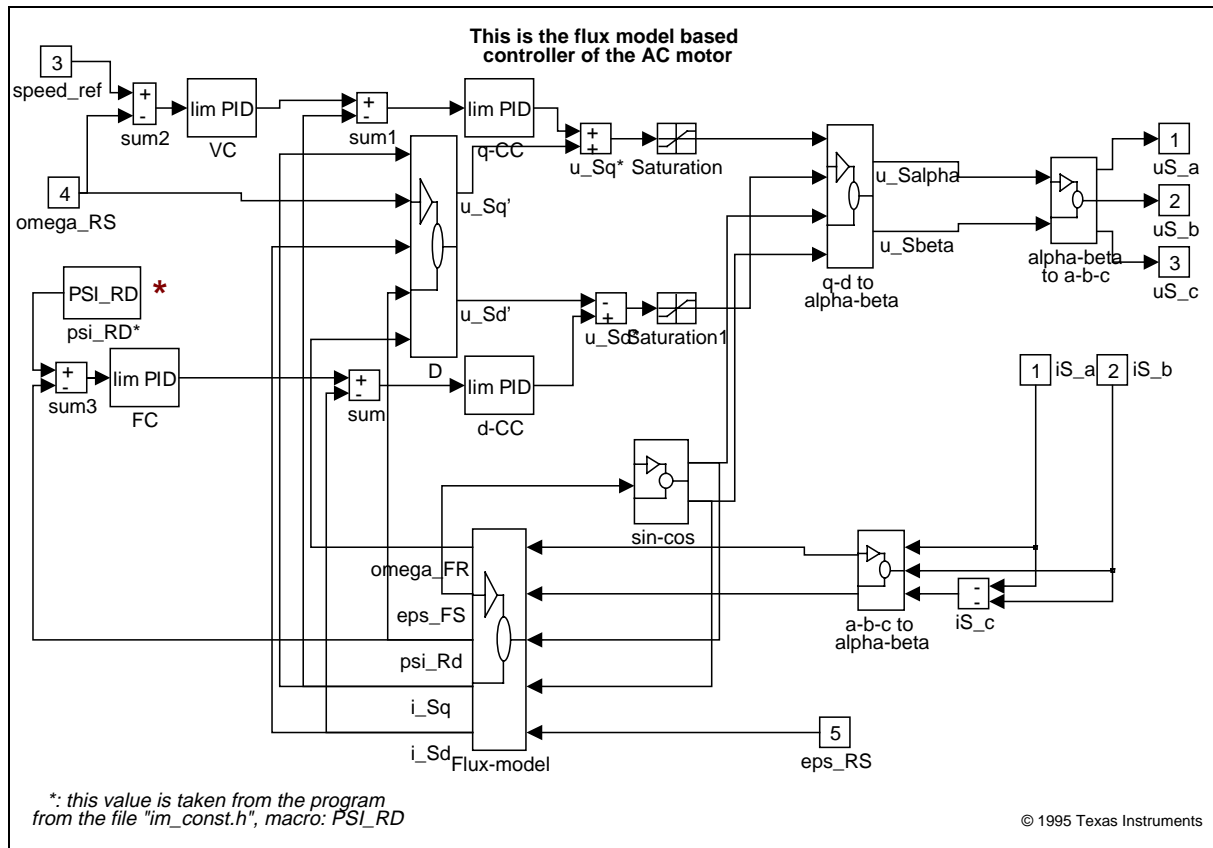 This is the flux model based
controller of the AC motor
3
speed_ref
+
-
sum2
lim PID
VC
+
-
sum1
lim PID
q-CC
+
+
u_Sq*
Saturation
4
omega_RS
u_Sq'
u_Sd'
D
u_Salpha
u_Sbeta
q-d to
alpha-beta
alpha-beta
to a-b-c
1
uS_a
2
uS_b
3
uS_c
PSI_RD
*
psi_RD*
+
-
sum3
lim PID
FC
+
-
sum
lim PID
d-CC
-
+
u_Sd*
Saturation1
1
iS_a
2
iS_b
sin-cos
omega_FR
eps_FS
psi_Rd
i_Sq
i_Sd
Flux-model
a-b-c to
alpha-beta
-
-
iS_c
5
eps_RS
*: this value is taken from the program
from the file "im_const.h", macro: PSI_RD
© 1995 Texas Instruments